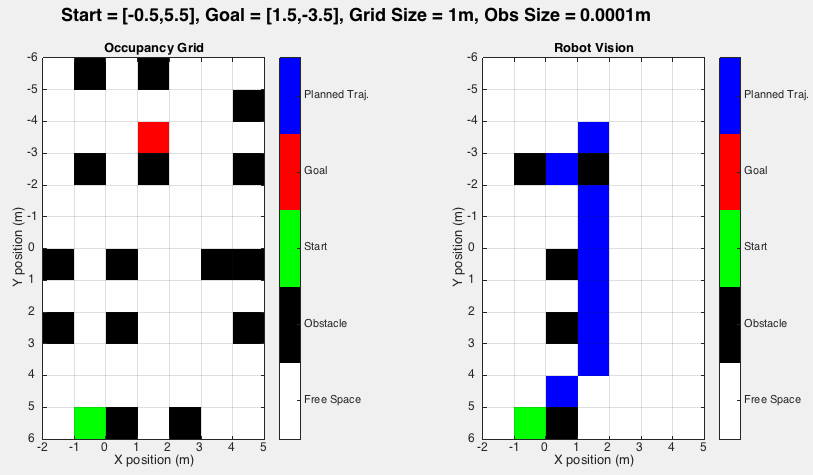 Start = [-0.5,5.5], Goal = [1.5,-3.5], Grid Size = 1m, Obs Size = 0.0001m
Occupancy Grid
-6
-5
-4
-3
-2
-1
0
1
2
3
4
5
6
Y position (m)
-2 -1 0 1 2 3 4 5
X position (m)
Planned Traj.
Goal
Start
Obstacle
Free Space
Robot Vision
-6
-5
-4
-3
-2
-1
0
1
2
3
4
5
6
Y position (m)
-2 -1 0 1 2 3 4 5
X position (m)
Planned Traj.
Goal
Start
Obstacle
Free Space